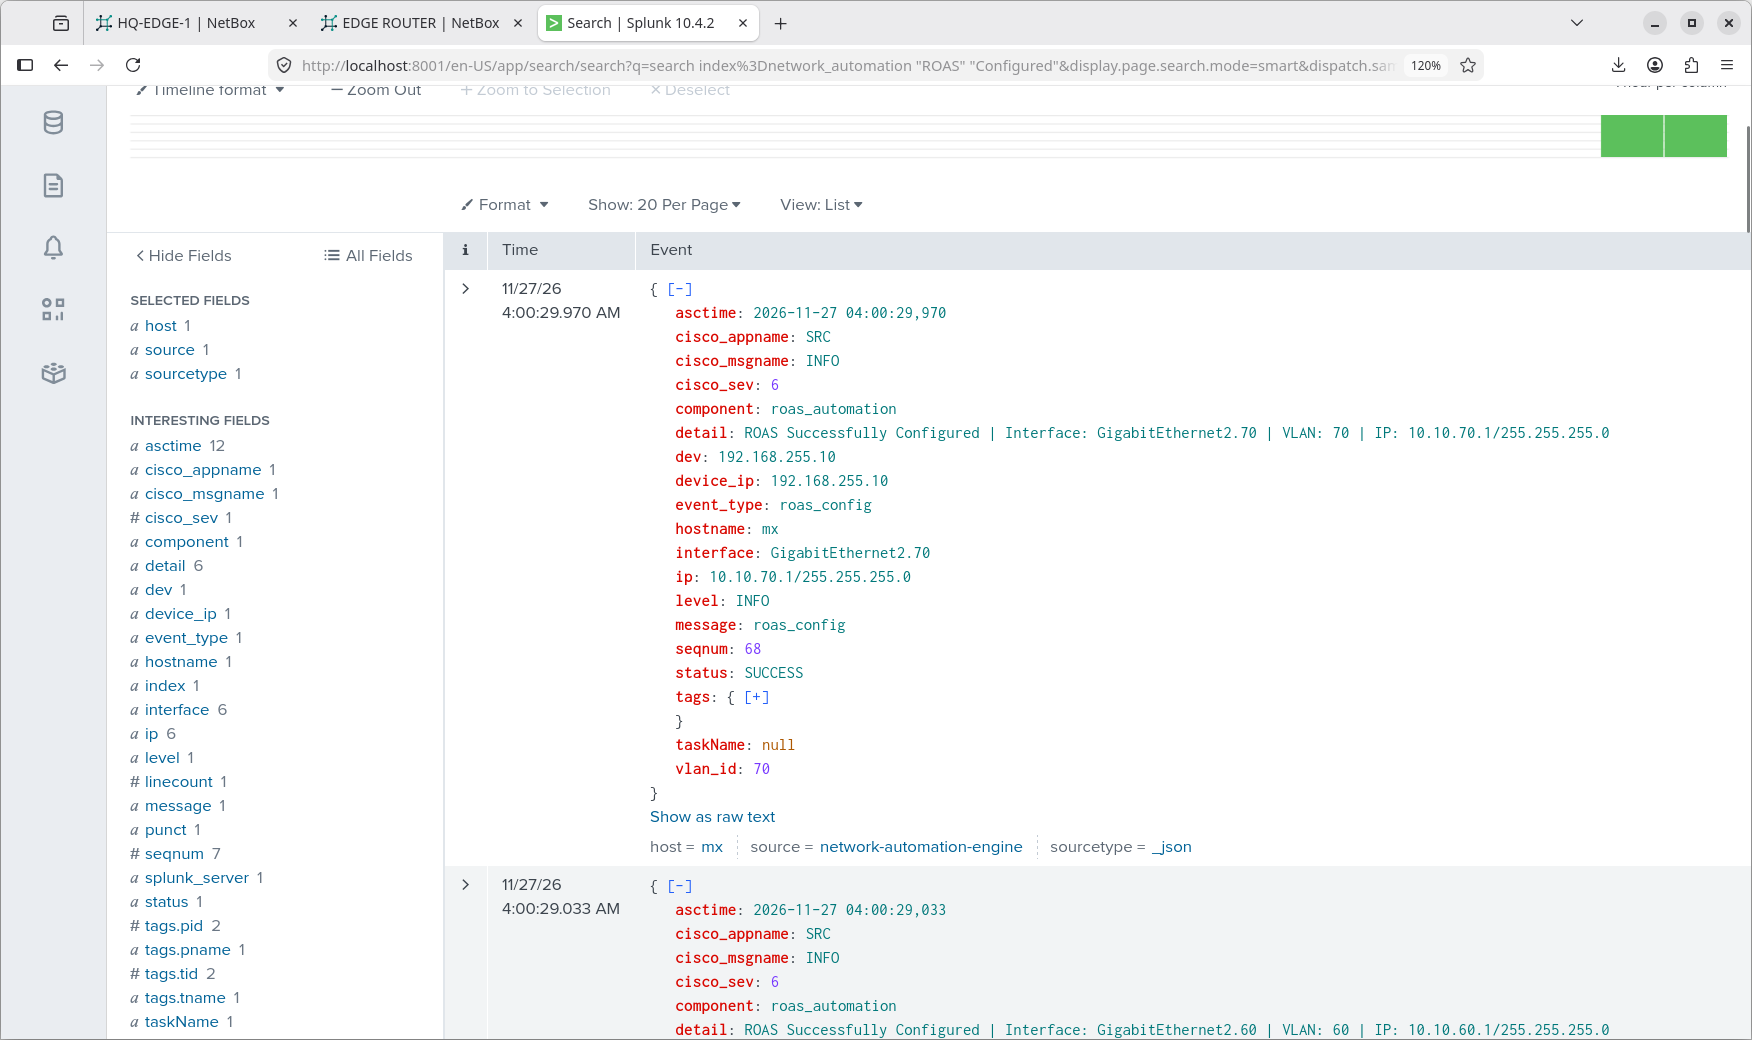 HQ-EDGE-1 | NetBox
EDGE ROUTER | NetBox
Search | Splunk 10.4.2
http://localhost:8001/en-US/app/search/search?q=search index%3Dnetwork_automation "ROAS" "Configured"&display.page.search.mode=smart&dispatch.sam
120%
Timeline format
Zoom Out
Zoom to Selection
Deselect
1 hour per column
Format
Show: 20 Per Page
View: List
Hide Fields
All Fields
SELECTED FIELDS
a host 1
a source 1
a sourcetype 1
INTERESTING FIELDS
a asctime 12
a cisco_appname 1
a cisco_msgname 1
# cisco_sev 1
a component 1
a detail 6
a dev 1
a device_ip 1
a event_type 1
a hostname 1
a index 1
a interface 6
a ip 6
a level 1
# linecount 1
a message 1
a punct 1
# seqnum 7
a splunk_server 1
a status 1
# tags.pid 2
a tags.pname 1
# tags.tid 2
a tags.tname 1
a taskName 1
i Time Event
11/27/26
4:00:29.970 AM
{ [-]
asctime: 2026-11-27 04:00:29,970
cisco_appname: SRC
cisco_msgname: INFO
cisco_sev: 6
component: roas_automation
detail: ROAS Successfully Configured | Interface: GigabitEthernet2.70 | VLAN: 70 | IP: 10.10.70.1/255.255.255.0
dev: 192.168.255.10
device_ip: 192.168.255.10
event_type: roas_config
hostname: mx
interface: GigabitEthernet2.70
ip: 10.10.70.1/255.255.255.0
level: INFO
message: roas_config
seqnum: 68
status: SUCCESS
tags: { [+]
}
taskName: null
vlan_id: 70
}
Show as raw text
host = mx source = network-automation-engine sourcetype = _json
11/27/26
4:00:29.033 AM
{ [-]
asctime: 2026-11-27 04:00:29,033
cisco_appname: SRC
cisco_msgname: INFO
cisco_sev: 6
component: roas_automation
detail: ROAS Successfully Configured | Interface: GigabitEthernet2.60 | VLAN: 60 | IP: 10.10.60.1/255.255.255.0